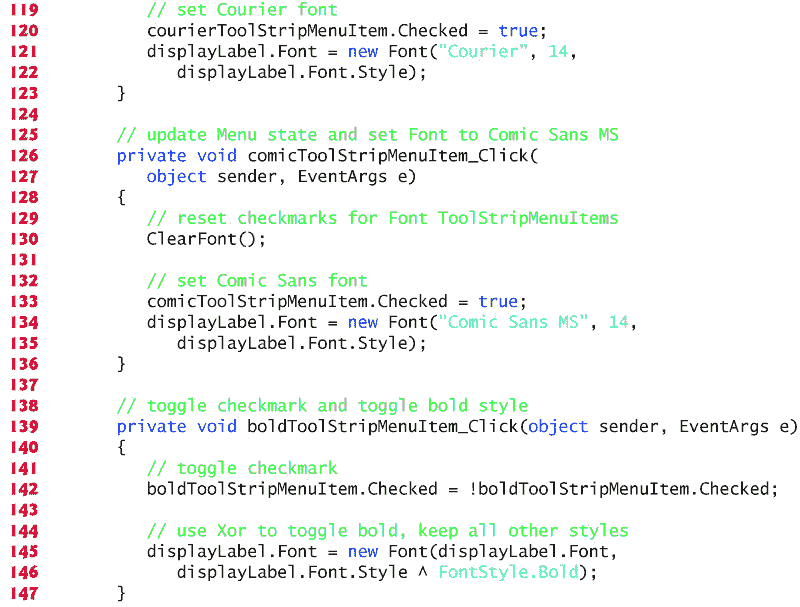 119 // set Courier font
120 courierToolStripMenuItem.Checked = true;
121 displayLabel.Font = new Font("Courier", 14,
122 displayLabel.Font.Style);
123 }
124
125 // update Menu state and set Font to Comic Sans MS
126 private void comicToolStripMenuItem_Click(
127 object sender, EventArgs e)
128 {
129 // reset checkmarks for Font ToolStripMenuItems
130 ClearFont();
131
132 // set Comic Sans font
133 comicToolStripMenuItem.Checked = true;
134 displayLabel.Font = new Font("Comic Sans MS", 14,
135 displayLabel.Font.Style);
136 }
137
138 // toggle checkmark and toggle bold style
139 private void boldToolStripMenuItem_Click(object sender, EventArgs e)
140 {
141 // toggle checkmark
142 boldToolStripMenuItem.Checked = !boldToolStripMenuItem.Checked;
143
144 // use Xor to toggle bold, keep all other styles
145 displayLabel.Font = new Font(displayLabel.Font,
146 displayLabel.Font.Style ^ FontStyle.Bold);
147 }